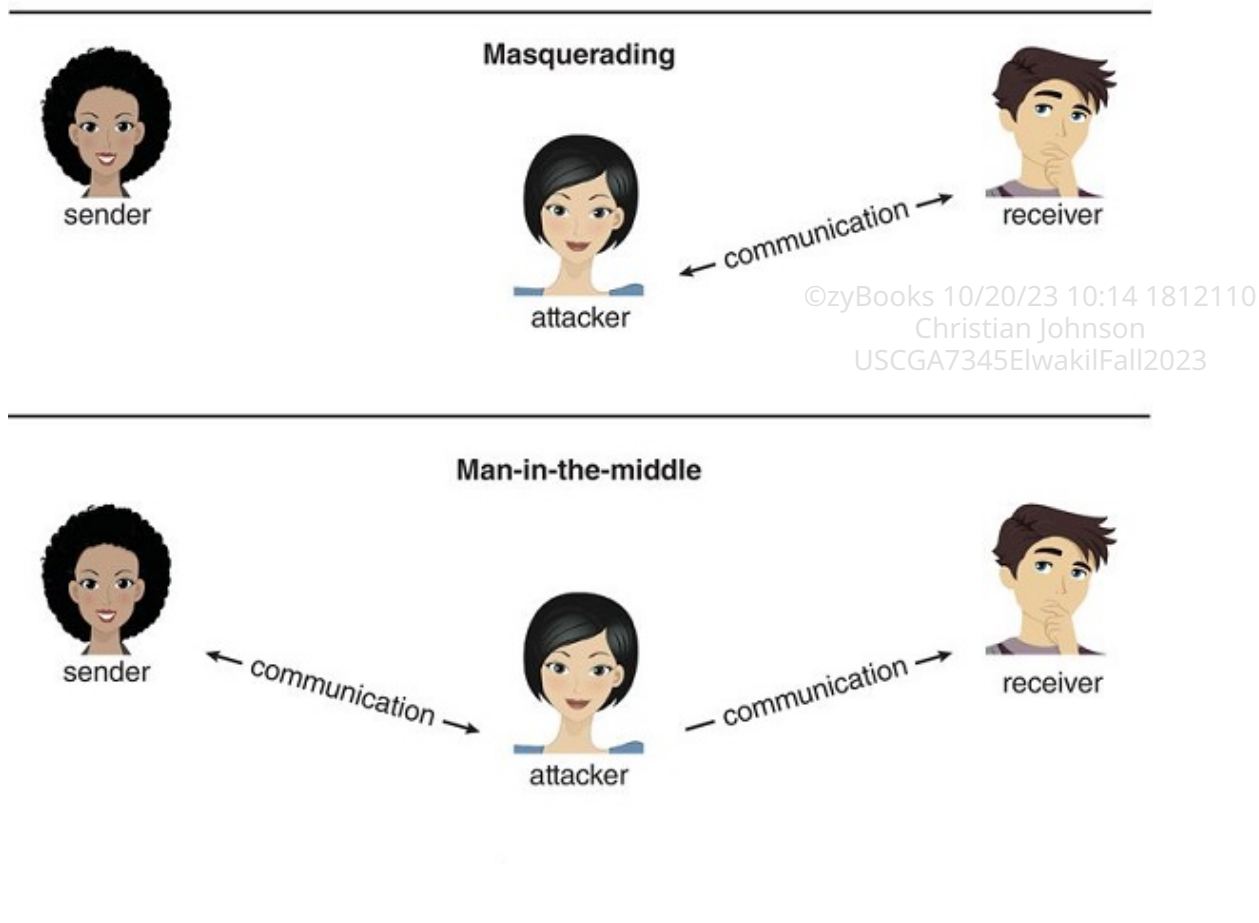 Masquerading
sender
communication
receiver
attacker
©zyBooks 10/20/23 10:14 1812110
Christian Johnson
USCGA7345ElwakilFall2023
Man-in-the-middle
sender
communication
communication
receiver
attacker